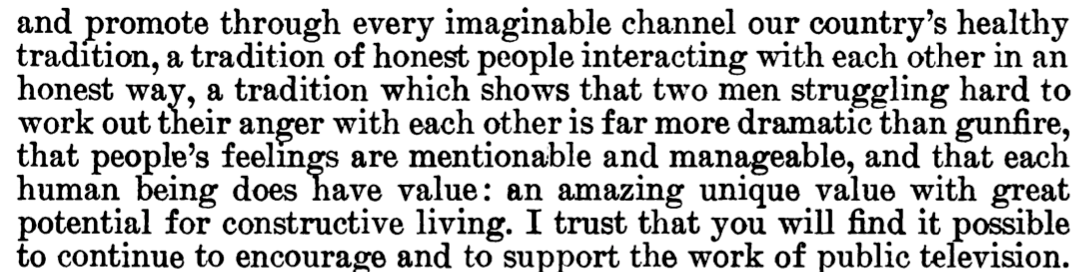 and promote through every imaginable channel our country's healthy
tradition, a tradition of honest people interacting with each other in an
honest way, a tradition which shows that two men struggling hard to
work out their anger with each other is far more dramatic than gunfire,
that people's feelings are mentionable and manageable, and that each
human being does have value: an amazing unique value with great
potential for constructive living. I trust that you will find it possible
to continue to encourage and to support the work of public television.